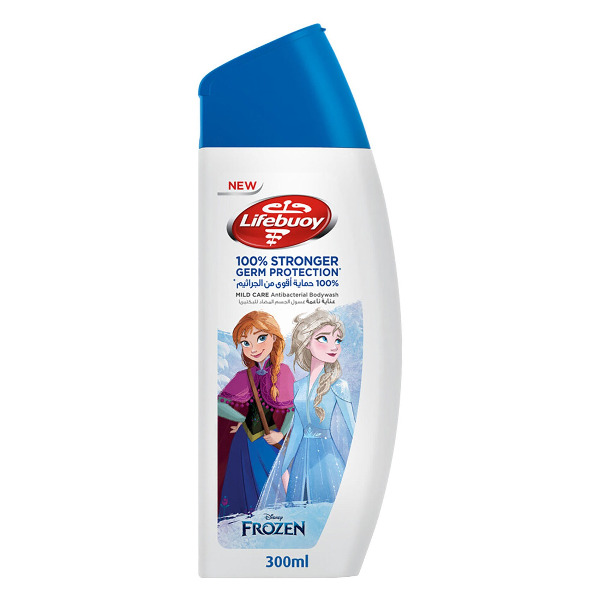 NEW
Lifebuoy
100% STRONGER
GERM PROTECTION*
100% حماية أقوى من الجراثيم*
MILD CARE Antibacterial Bodywash
عناية ناعمة غسول الجسم المضاد للبكتيريا
Disney
FROZEN
300ml